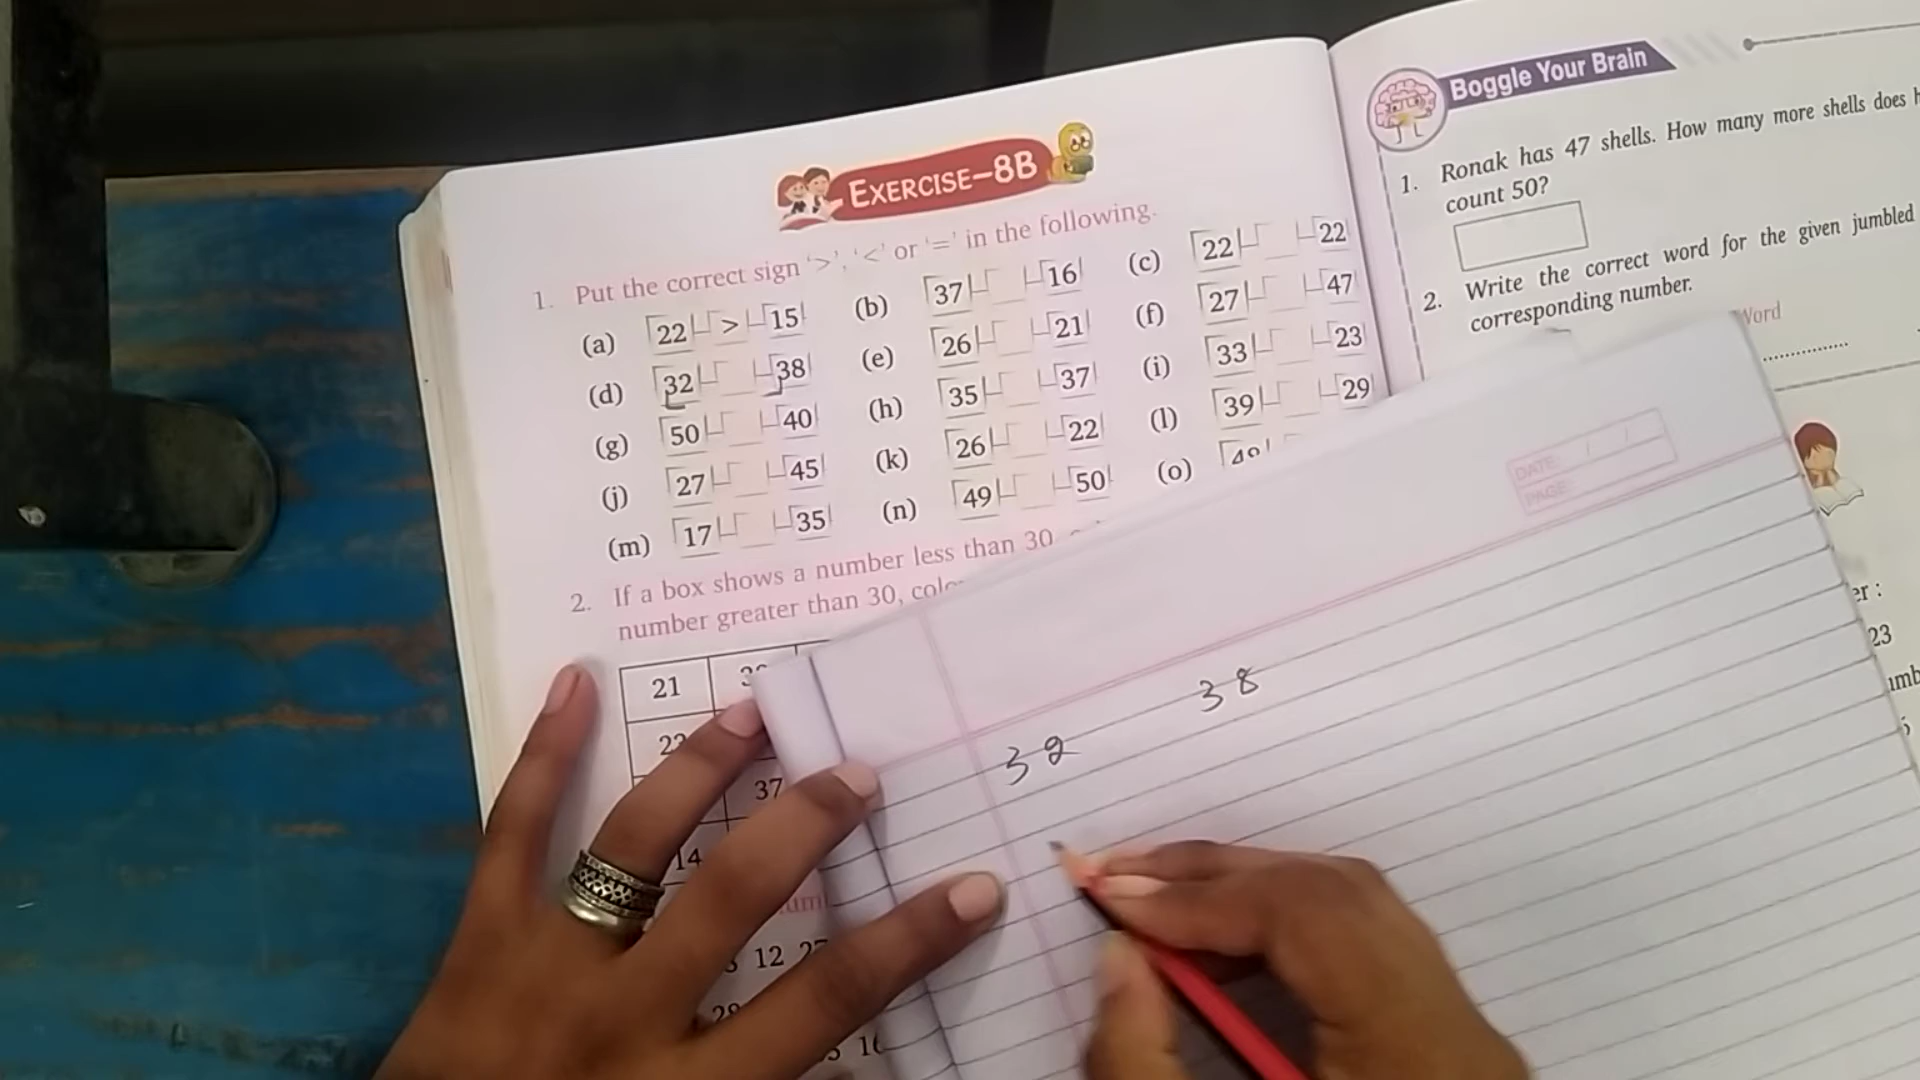 EXERCISE–8B
1. Put the correct sign '>', '<' or '=' in the following.
(a) 22 > 15 (b) 37 16 (c) 22 22
(d) 32 38 (e) 26 21 (f) 27 47
(g) 50 40 (h) 35 37 (i) 33 23
(j) 27 45 (k) 26 22 (l) 39 29
(m) 17 35 (n) 49 50 (o)
2. If a box shows a number less than 30
number greater than 30,
21
37
14
12
38
32
DATE: / /
PAGE:
Boggle Your Brain
1. Ronak has 47 shells. How many more shells does
count 50?
2. Write the correct word for the given jumbled
corresponding number.
Word
..............
23